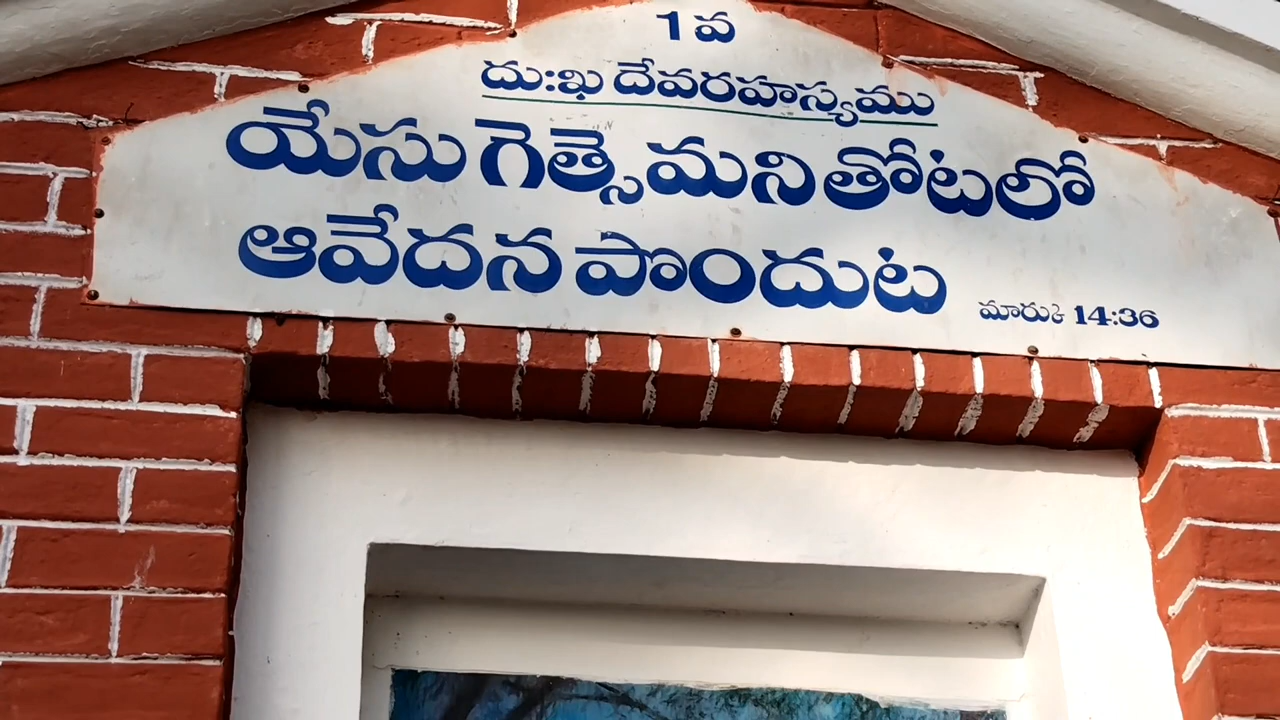 1వ
దు:ఖ దేవరహస్యము
యేసు గెత్సెమని తోటలో
ఆవేదన పొందుట
మార్కు 14:36